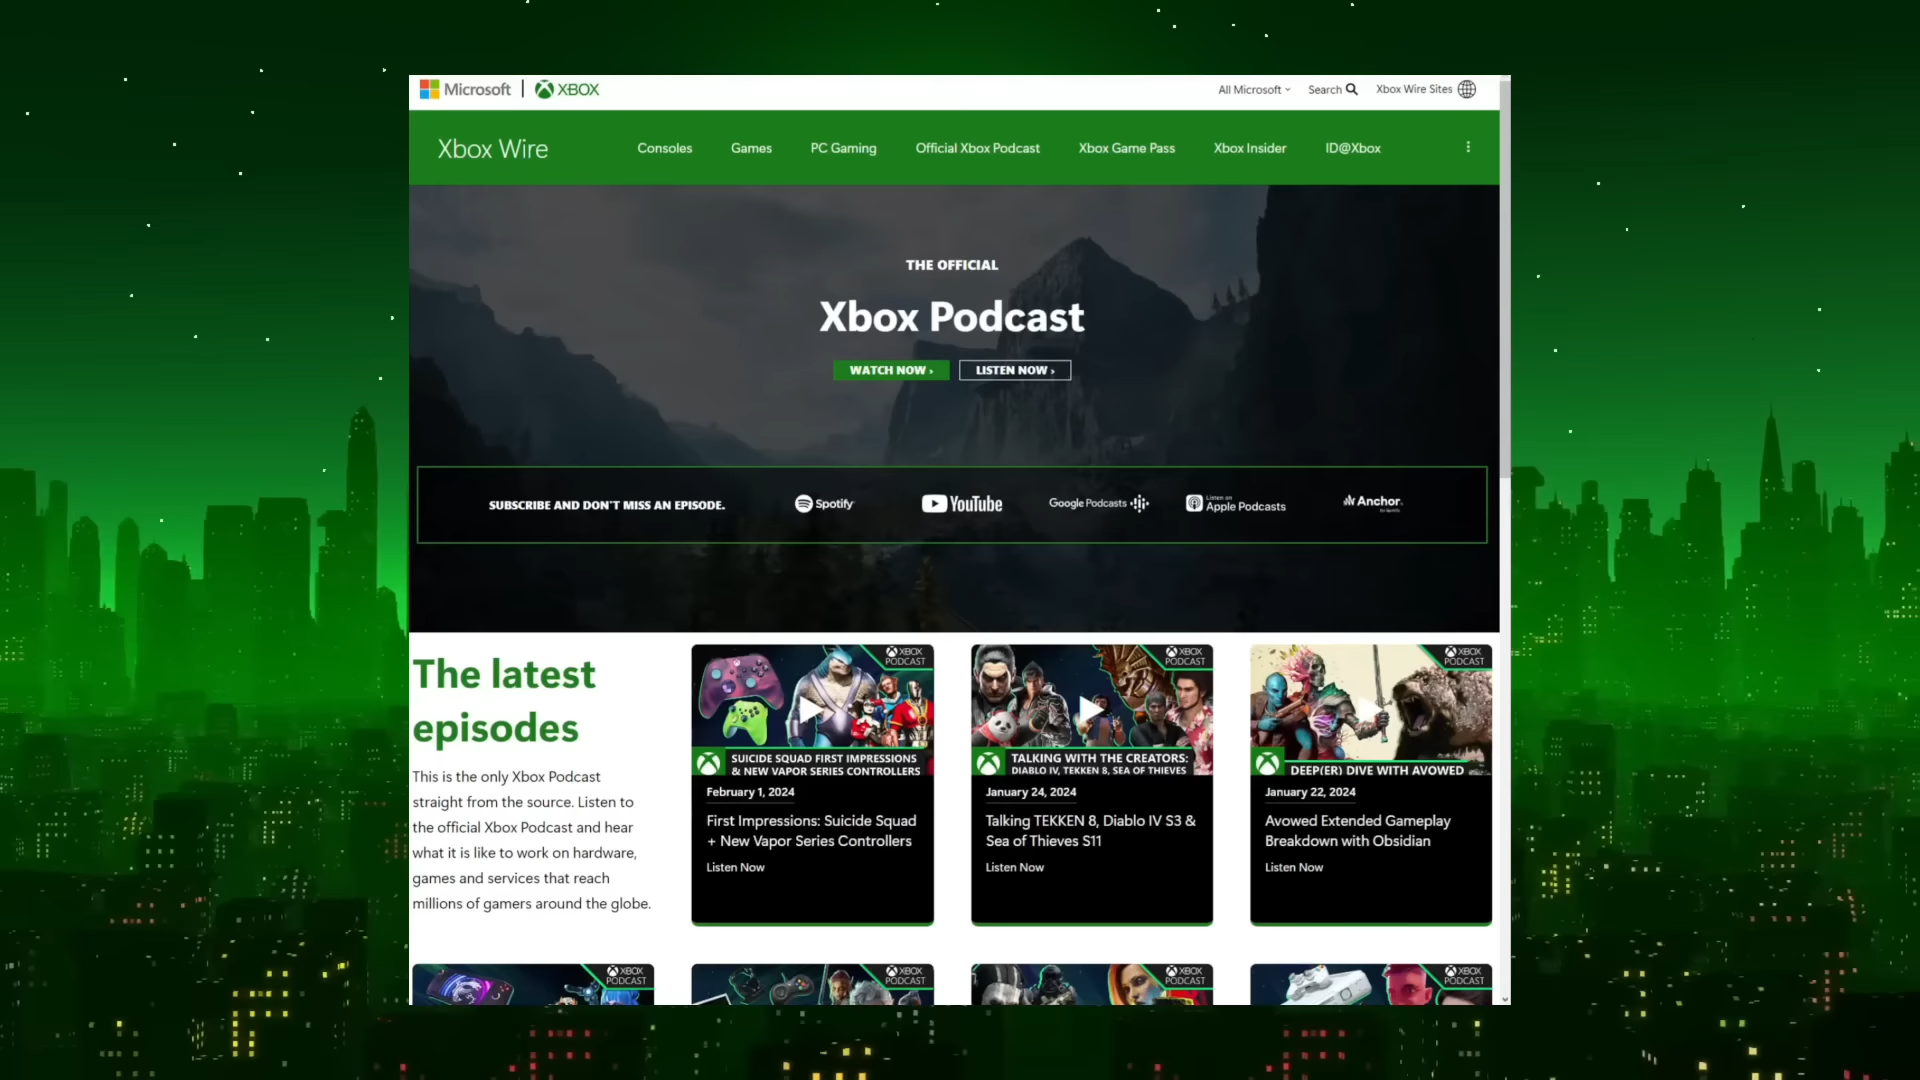 Microsoft | XBOX
All Microsoft
Search
Xbox Wire Sites
Xbox Wire
Consoles
Games
PC Gaming
Official Xbox Podcast
Xbox Game Pass
Xbox Insider
ID@Xbox
THE OFFICIAL
Xbox Podcast
WATCH NOW ›
LISTEN NOW ›
SUBSCRIBE AND DON'T MISS AN EPISODE.
Spotify
YouTube
Google Podcasts
Listen on
Apple Podcasts
Anchor
The latest
episodes
This is the only Xbox Podcast
straight from the source. Listen to
the official Xbox Podcast and hear
what it is like to work on hardware,
games and services that reach
millions of gamers around the globe.
XBOX
PODCAST
SUICIDE SQUAD FIRST IMPRESSIONS
& NEW VAPOR SERIES CONTROLLERS
February 1, 2024
First Impressions: Suicide Squad
+ New Vapor Series Controllers
Listen Now
XBOX
PODCAST
TALKING WITH THE CREATORS:
DIABLO IV, TEKKEN 8, SEA OF THIEVES
January 24, 2024
Talking TEKKEN 8, Diablo IV S3 &
Sea of Thieves S11
Listen Now
XBOX
PODCAST
DEEP(ER) DIVE WITH AVOWED
January 22, 2024
Avowed Extended Gameplay
Breakdown with Obsidian
Listen Now
XBOX
PODCAST
XBOX
PODCAST
XBOX
PODCAST
XBOX
PODCAST